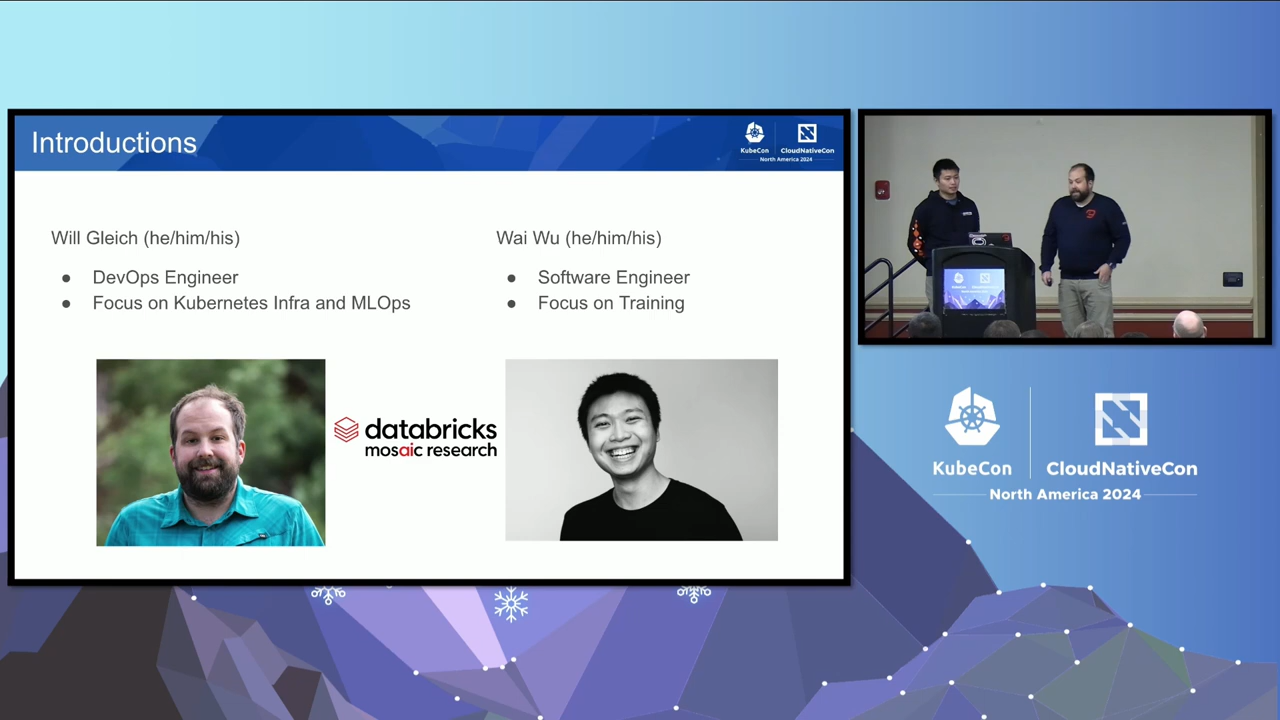 Introductions
KubeCon
CloudNativeCon
North America 2024
Will Gleich (he/him/his)
● DevOps Engineer
● Focus on Kubernetes Infra and MLOps
Wai Wu (he/him/his)
● Software Engineer
● Focus on Training
databricks
mosaic research
KubeCon
CloudNativeCon
North America 2024